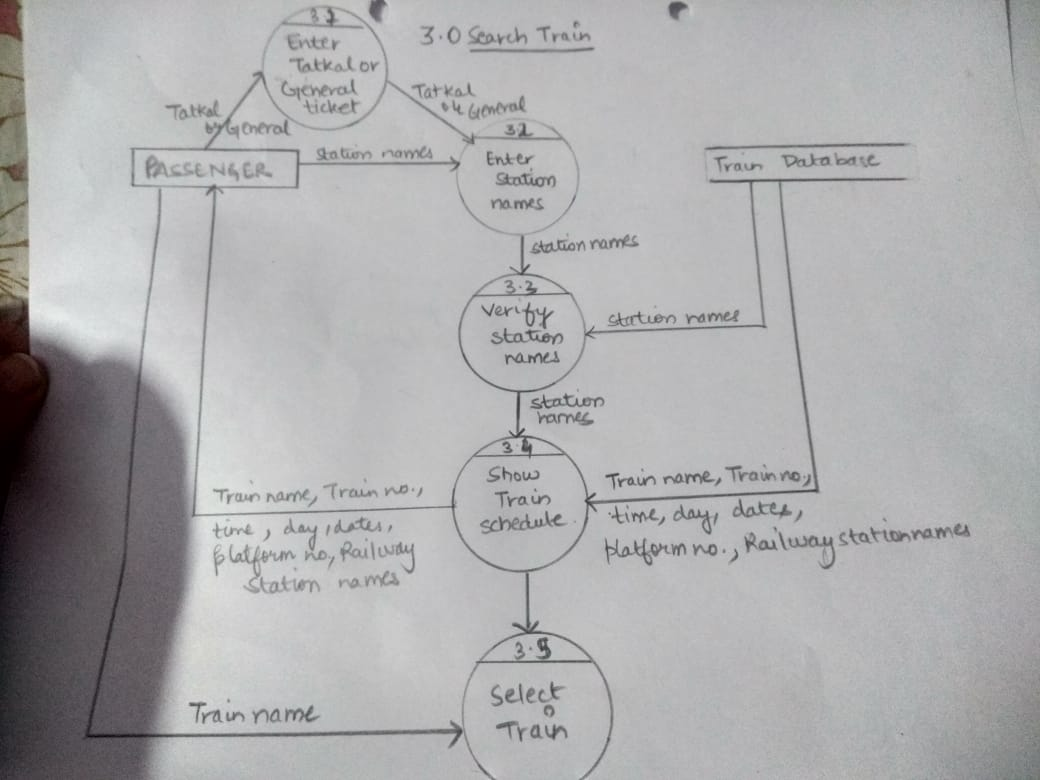 3.0 Search Train
3.1
Enter
Tatkal or
General
ticket
Tatkal
or General
Tatkal
or General
PASSENGER
station names
3.2
Enter
Station
names
Train Database
station names
3.3
Verify
station
names
station names
station
names
3.4
Show
Train
schedule.
Train name, Train no.,
time, day, dates,
platform no., Railway
Station names
Train name, Train no.,
time, day, dates,
platform no., Railway station names
3.5
Select
Train
Train name